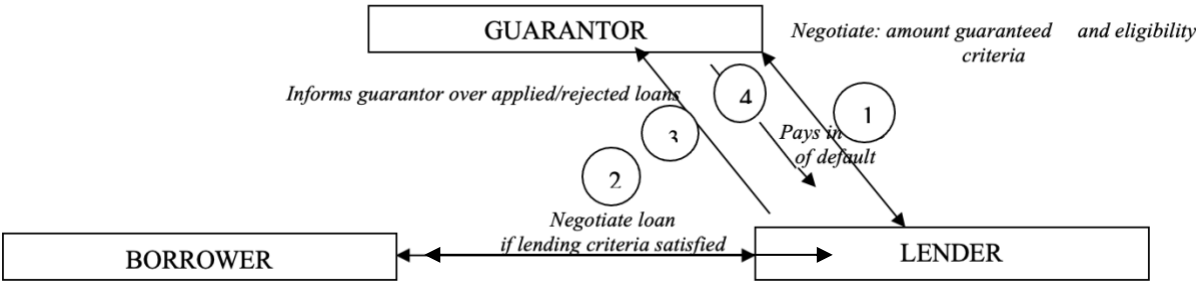 GUARANTOR
Negotiate: amount guaranteed and eligibility
criteria
Informs guarantor over applied/rejected loans
4
1
3
Pays in
of default
2
Negotiate loan
if lending criteria satisfied
BORROWER
LENDER